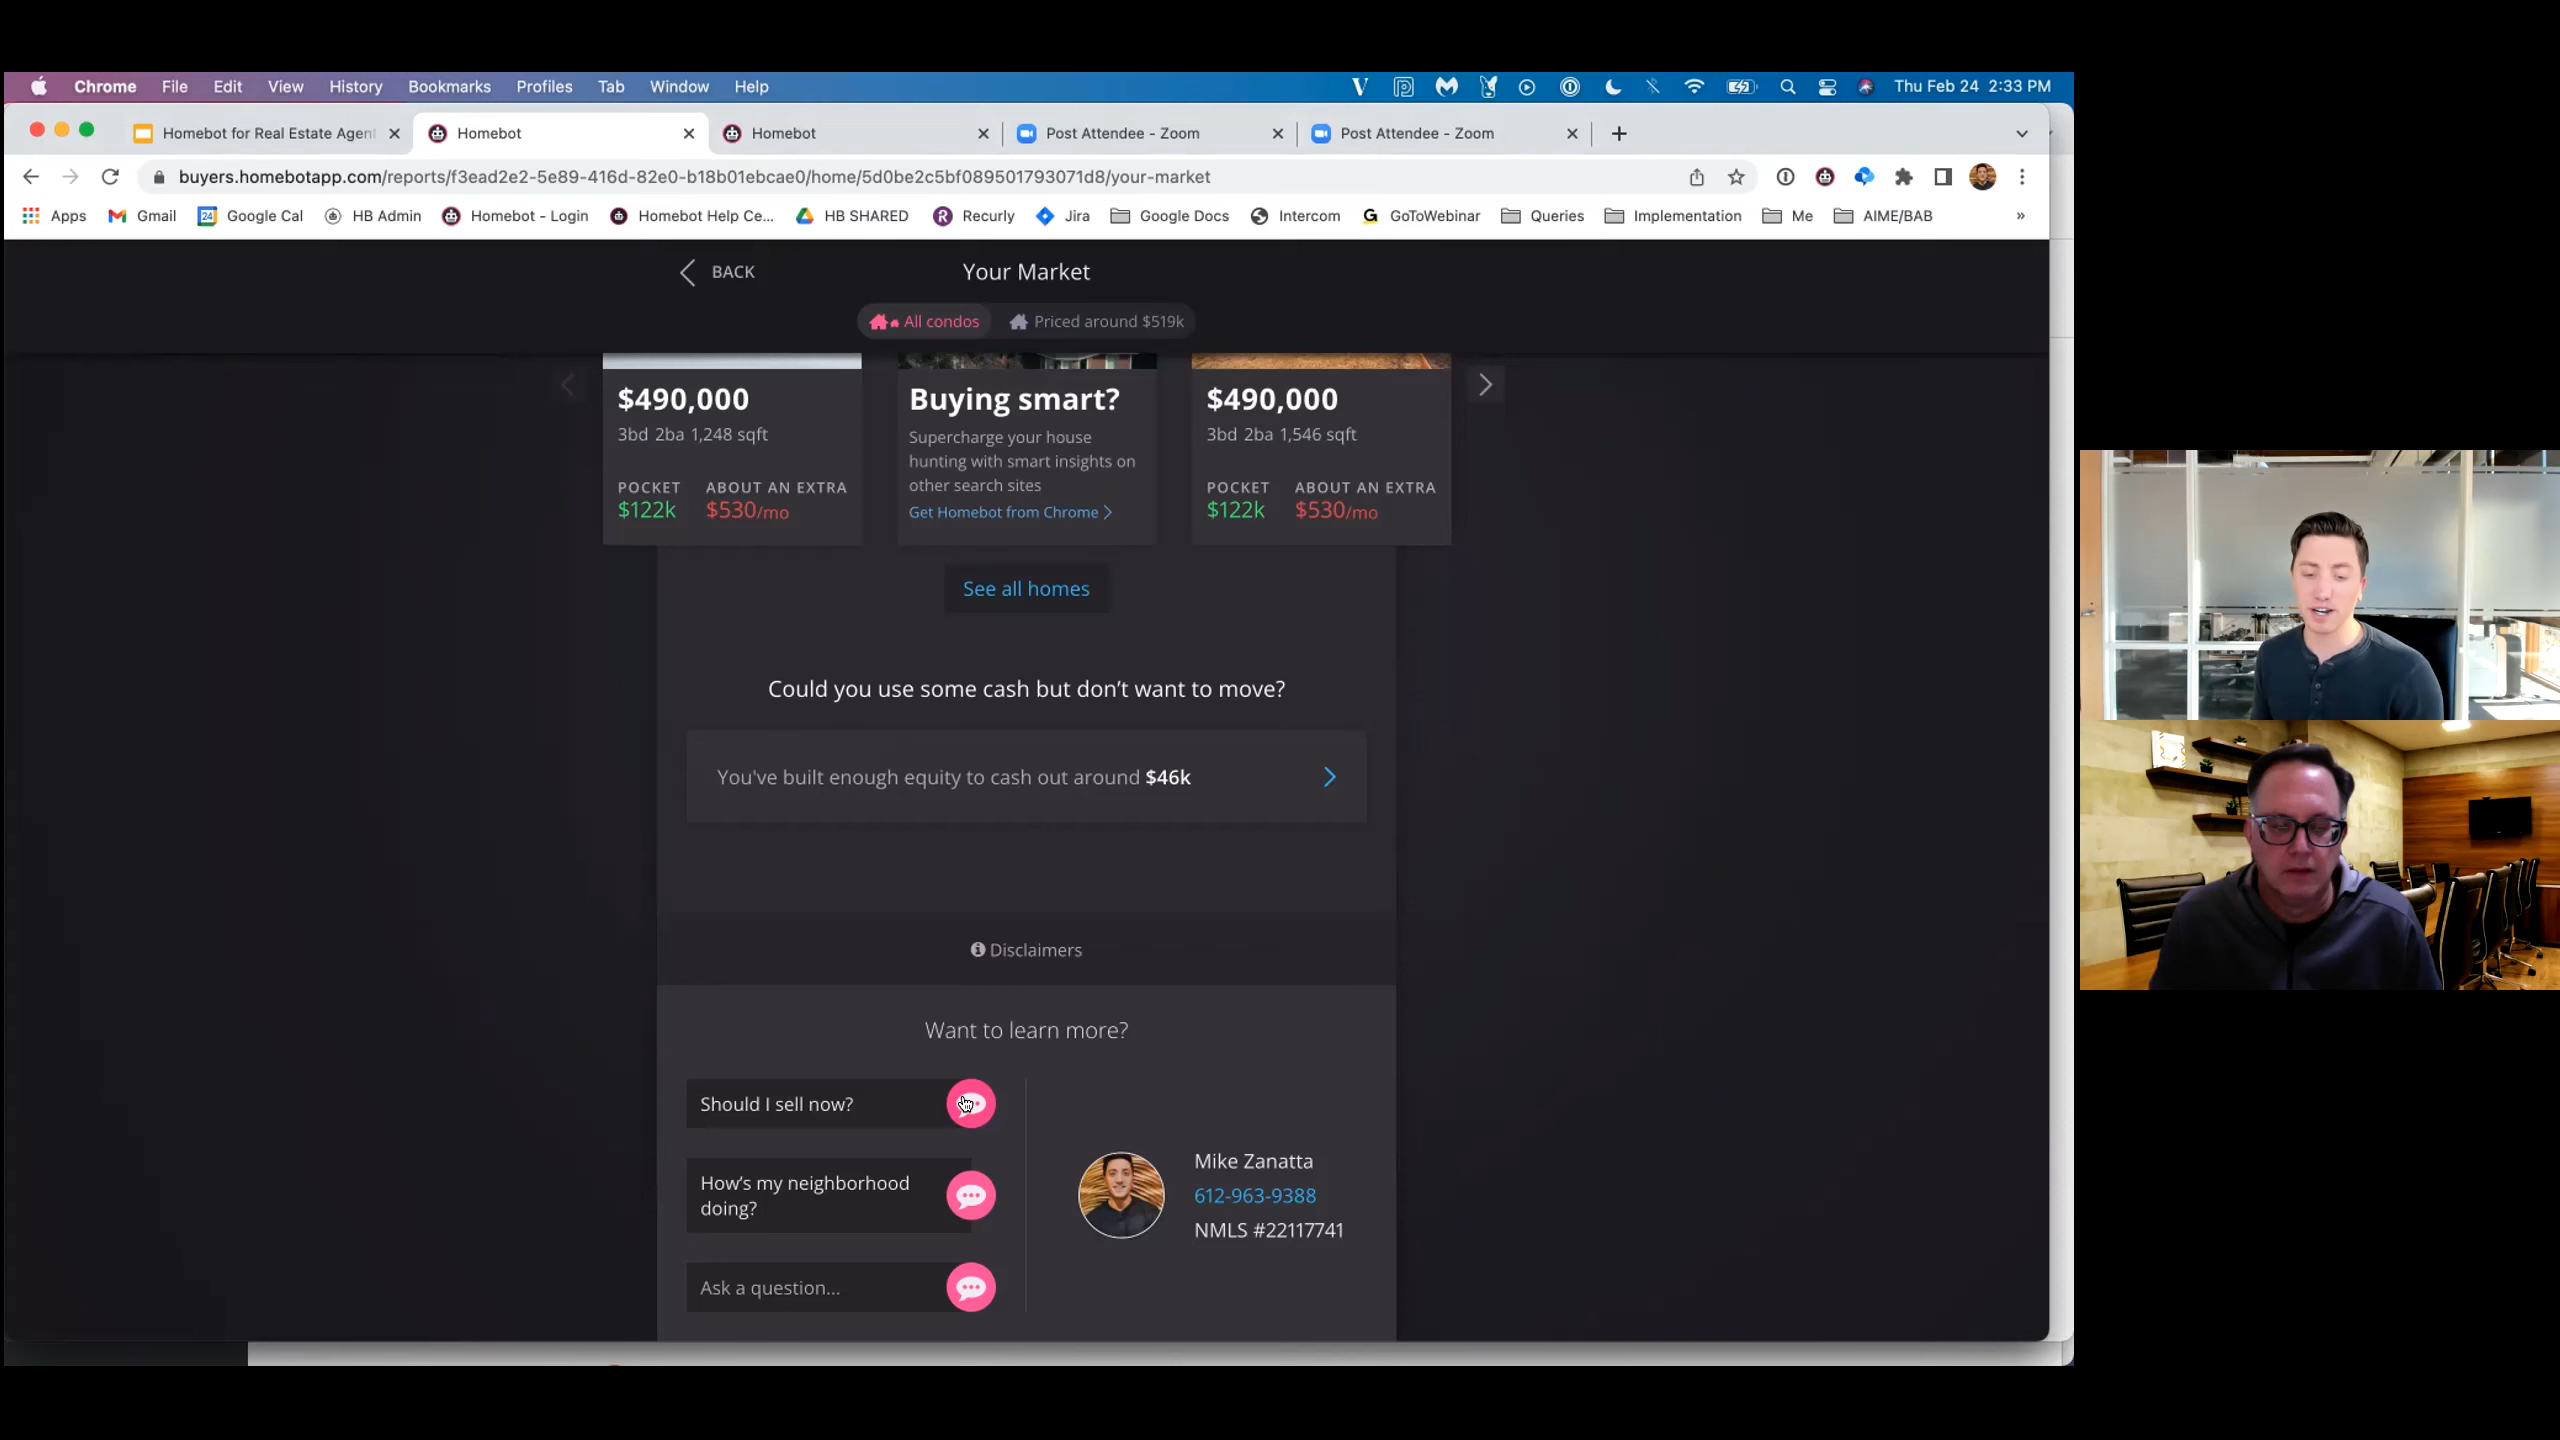 Chrome File Edit View History Bookmarks Profiles Tab Window Help Thu Feb 24 2:33 PM
Homebot for Real Estate Agen Homebot Homebot Post Attendee - Zoom Post Attendee - Zoom
buyers.homebotapp.com/reports/f3ead2e2-5e89-416d-82e0-b18b01ebcae0/home/5d0be2c5bf089501793071d8/your-market
Apps Gmail 24 Google Cal HB Admin Homebot - Login Homebot Help Ce... HB SHARED Recurly Jira Google Docs Intercom GoToWebinar Queries Implementation Me AIME/BAB »
BACK Your Market
All condos Priced around $519k
$490,000
3bd 2ba 1,248 sqft
POCKET ABOUT AN EXTRA
$122k $530/mo
Buying smart?
Supercharge your house
hunting with smart insights on
other search sites
Get Homebot from Chrome
$490,000
3bd 2ba 1,546 sqft
POCKET ABOUT AN EXTRA
$122k $530/mo
See all homes
Could you use some cash but don’t want to move?
You've built enough equity to cash out around $46k
Disclaimers
Want to learn more?
Should I sell now?
How’s my neighborhood
doing?
Ask a question...
Mike Zanatta
612-963-9388
NMLS #22117741